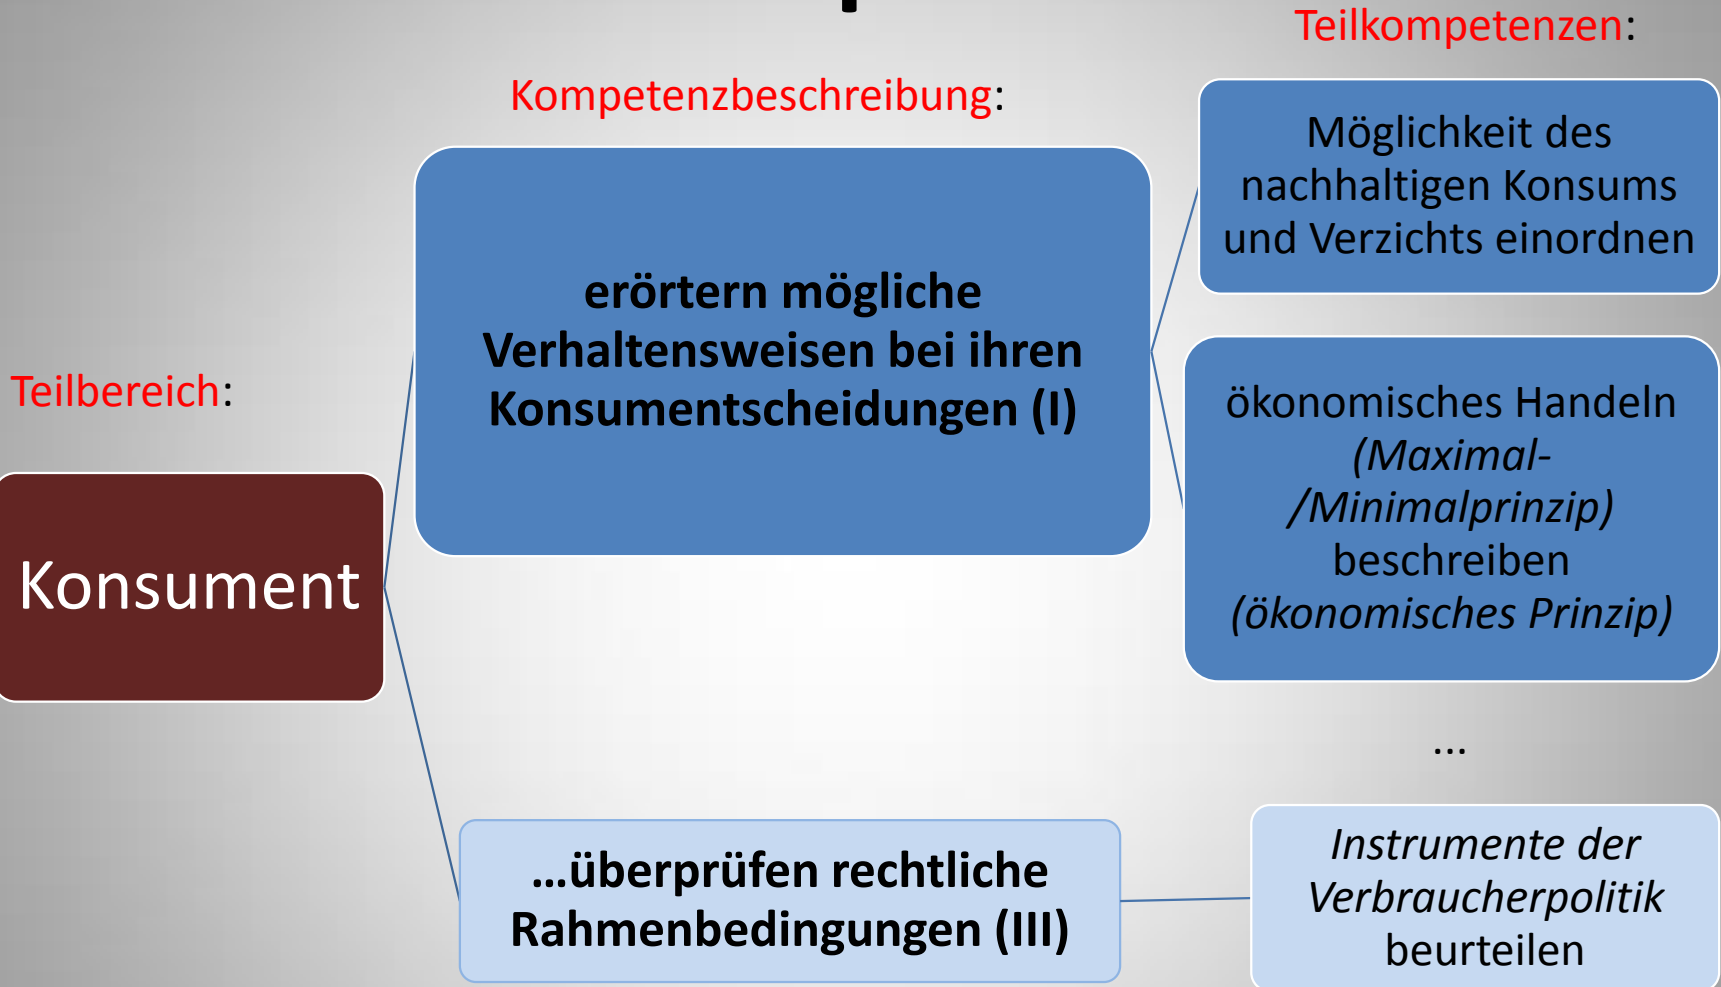 Teilkompetenzen:
Kompetenzbeschreibung:
Möglichkeit des
nachhaltigen Konsums
und Verzichts einordnen
erörtern mögliche
Verhaltensweisen bei ihren
Konsumentscheidungen (I)
Teilbereich:
ökonomisches Handeln
(Maximal-
/Minimalprinzip)
beschreiben
(ökonomisches Prinzip)
Konsument
...
...überprüfen rechtliche
Rahmenbedingungen (III)
Instrumente der
Verbraucherpolitik
beurteilen